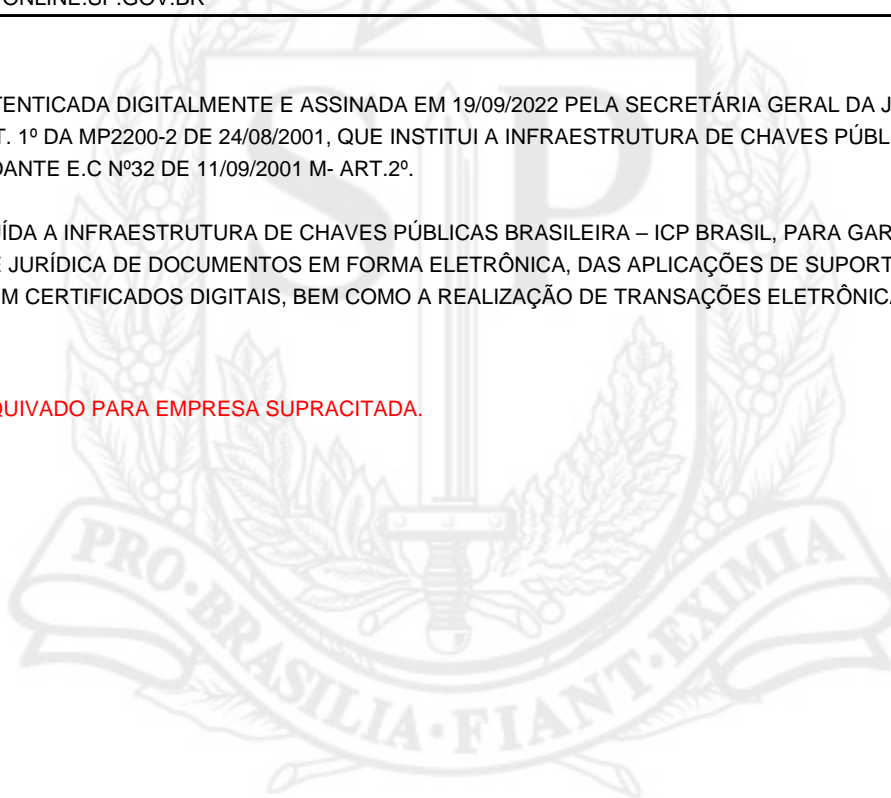 ONLINE.SP.GOV.BR
TENTICADA DIGITALMENTE E ASSINADA EM 19/09/2022 PELA SECRETÁRIA GERAL DA J
T. 1º DA MP2200-2 DE 24/08/2001, QUE INSTITUI A INFRAESTRUTURA DE CHAVES PÚBL
DANTE E.C Nº32 DE 11/09/2001 M- ART.2º.
ÍDA A INFRAESTRUTURA DE CHAVES PÚBLICAS BRASILEIRA – ICP BRASIL, PARA GAR
E JURÍDICA DE DOCUMENTOS EM FORMA ELETRÔNICA, DAS APLICAÇÕES DE SUPORT
M CERTIFICADOS DIGITAIS, BEM COMO A REALIZAÇÃO DE TRANSAÇÕES ELETRÔNICA
QUIVADO PARA EMPRESA SUPRACITADA.
SP
PRO·BRASILIA·FIANT·EXIMIA